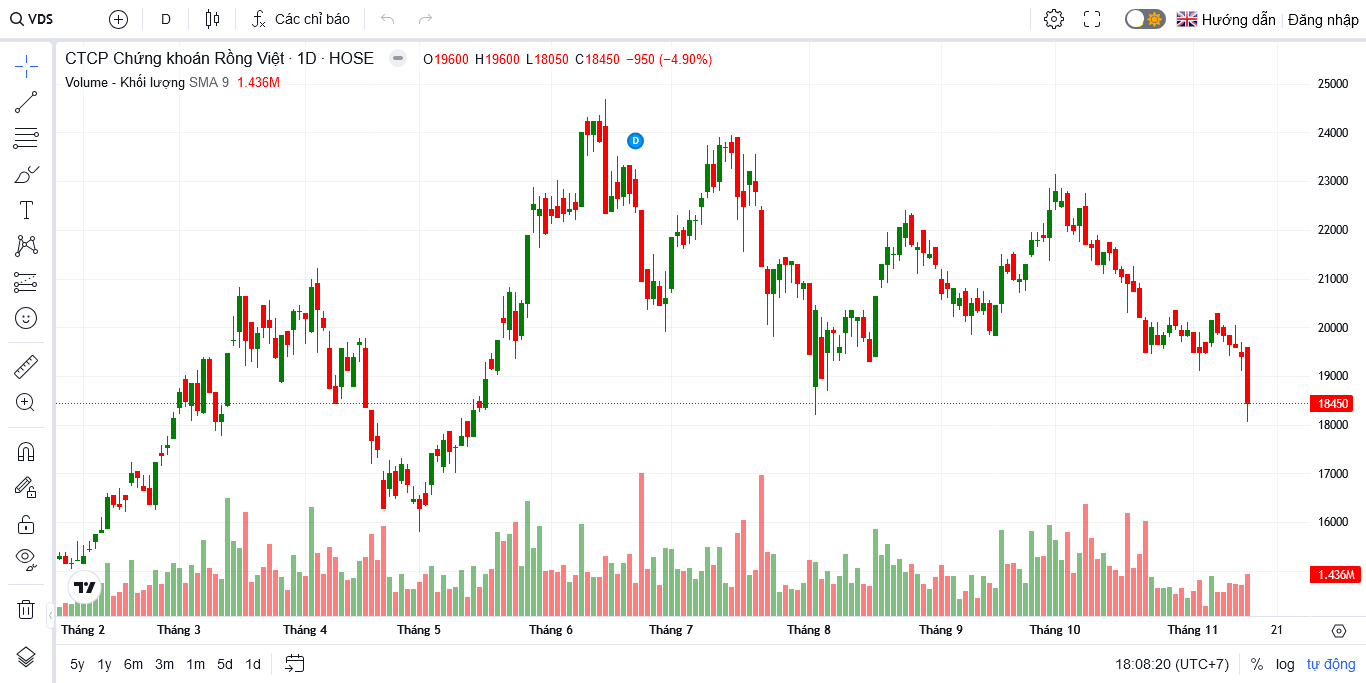 VDS D Các chỉ báo Hướng dẫn Đăng nhập
CTCP Chứng khoán Rồng Việt · 1D · HOSE O19600 H19600 L18050 C18450 −950 (−4.90%)
Volume - Khối lượng SMA 9 1.436M
25000
24000
D
23000
22000
21000
20000
19000
18450
18000
17000
16000
1.436M
Tháng 2 Tháng 3 Tháng 4 Tháng 5 Tháng 6 Tháng 7 Tháng 8 Tháng 9 Tháng 10 Tháng 11 21
5y 1y 6m 3m 1m 5d 1d 18:08:20 (UTC+7) % log tự động